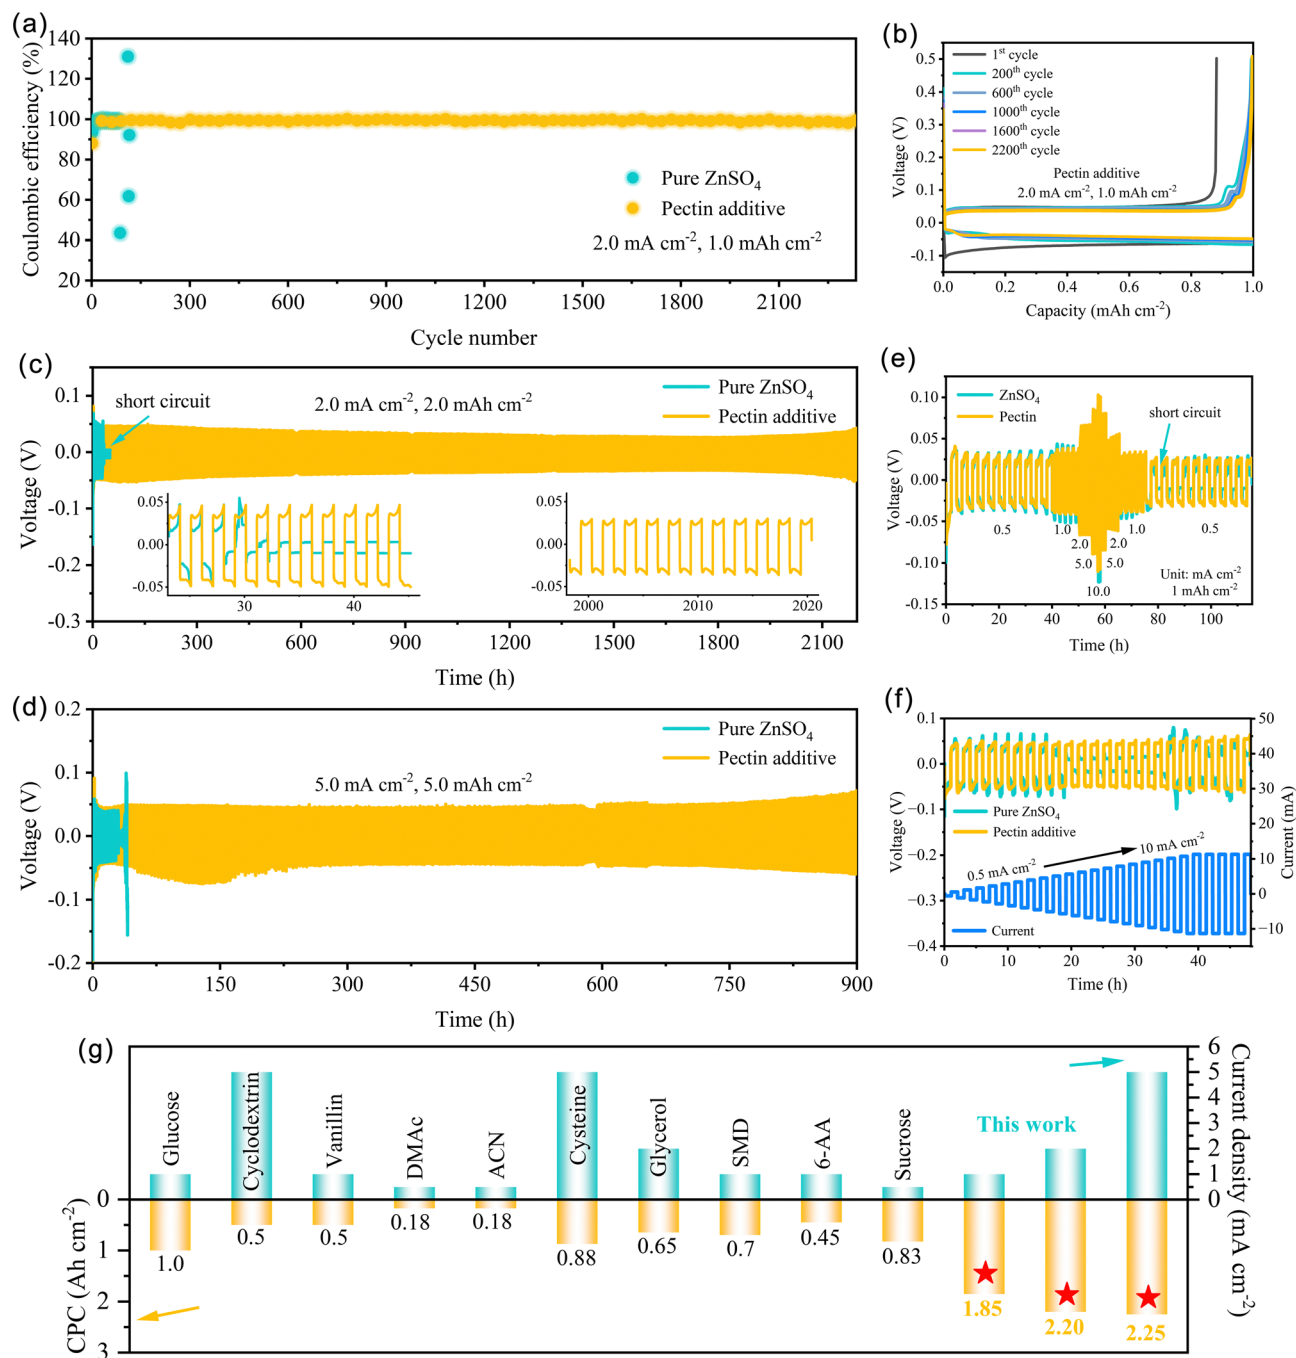 (a)
140
120
100
80
60
40
20
Coulombic efficiency (%)
0
300
600
900
1200
1500
1800
2100
Cycle number
Pure ZnSO4
Pectin additive
2.0 mA cm-2, 1.0 mAh cm-2
(b)
0.5
0.4
0.3
0.2
0.1
0.0
-0.1
Voltage (V)
1st cycle
200th cycle
600th cycle
1000th cycle
1600th cycle
2200th cycle
Pectin additive
2.0 mA cm-2, 1.0 mAh cm-2
0.0
0.2
0.4
0.6
0.8
1.0
Capacity (mAh cm-2)
(c)
0.1
0.0
-0.1
-0.2
-0.3
Voltage (V)
short circuit
2.0 mA cm-2, 2.0 mAh cm-2
Pure ZnSO4
Pectin additive
0.05
0.00
-0.05
30
40
0.05
0.00
-0.05
2000
2010
2020
0
300
600
900
1200
1500
1800
2100
Time (h)
(e)
0.10
0.05
0.00
-0.05
-0.10
-0.15
Voltage (V)
ZnSO4
Pectin
short circuit
0.5
1.0
2.0
5.0
10.0
5.0
2.0
1.0
0.5
Unit: mA cm-2
1 mAh cm-2
0
20
40
60
80
100
Time (h)
(d)
0.2
0.1
0.0
-0.1
-0.2
Voltage (V)
5.0 mA cm-2, 5.0 mAh cm-2
Pure ZnSO4
Pectin additive
0
150
300
450
600
750
900
Time (h)
(f)
0.1
0.0
-0.1
-0.2
-0.3
-0.4
Voltage (V)
Pure ZnSO4
Pectin additive
0.5 mA cm-2
10 mA cm-2
Current
50
40
30
20
10
0
-10
Current (mA)
0
10
20
30
40
Time (h)
(g)
0
1
2
3
CPC (Ah cm-2)
Glucose
Cyclodextrin
Vanillin
DMAc
ACN
Cysteine
Glycerol
SMD
6-AA
Sucrose
This work
1.0
0.5
0.5
0.18
0.18
0.88
0.65
0.7
0.45
0.83
1.85
2.20
2.25
6
5
4
3
2
1
0
Current density (mA cm-2)